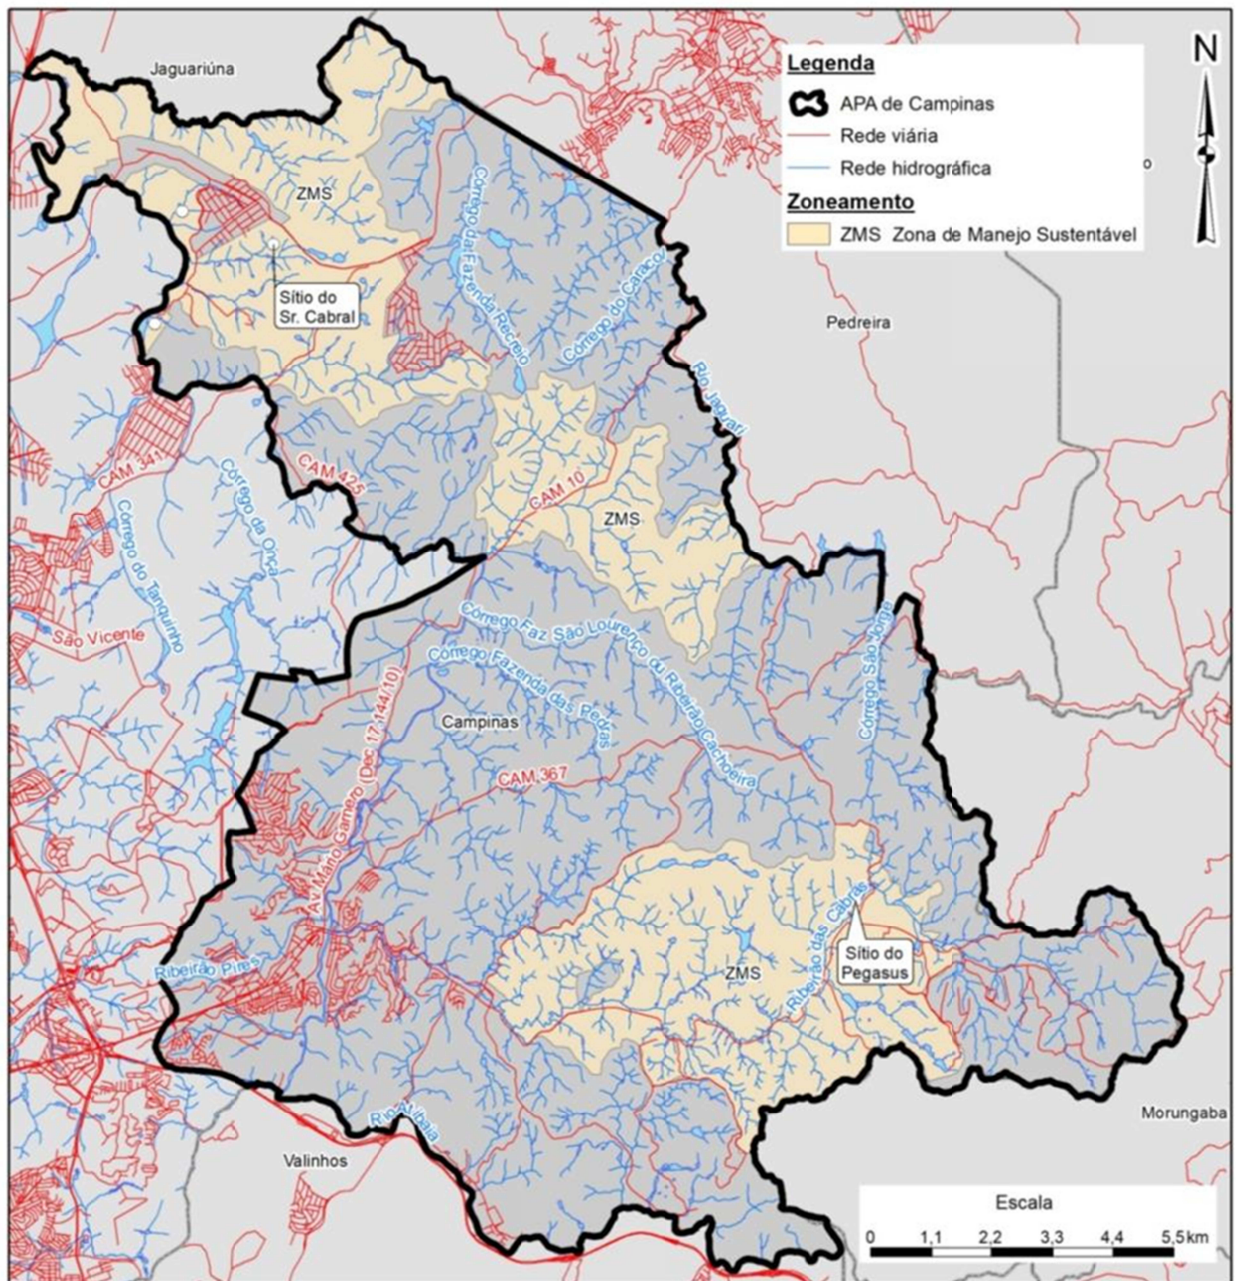 N
Jaguariúna
Legenda
APA de Campinas
Rede viária
Rede hidrográfica
Zoneamento
ZMS Zona de Manejo Sustentável
o
ZMS
Córrego da Fazenda Recreio
Córrego do Caracol
Sítio do
Sr. Cabral
Pedreira
Rio Jaguari
CAM 341
CAM 425
CAM 10
ZMS
Córrego da Onça
Córrego do Tanquinho
São Vicente
Córrego Faz São Lourenço ou Ribeirão Cachoeira
Córrego Fazenda das Pedras
Córrego São Jorge
Campinas
Av. Mário Garnero (Dec 17.144/10)
CAM 367
Ribeirão das Cabras
Sítio do
Pegasus
ZMS
Ribeirão Pires
Rio Atibaia
Valinhos
Morungaba
Escala
0 1,1 2,2 3,3 4,4 5,5 km